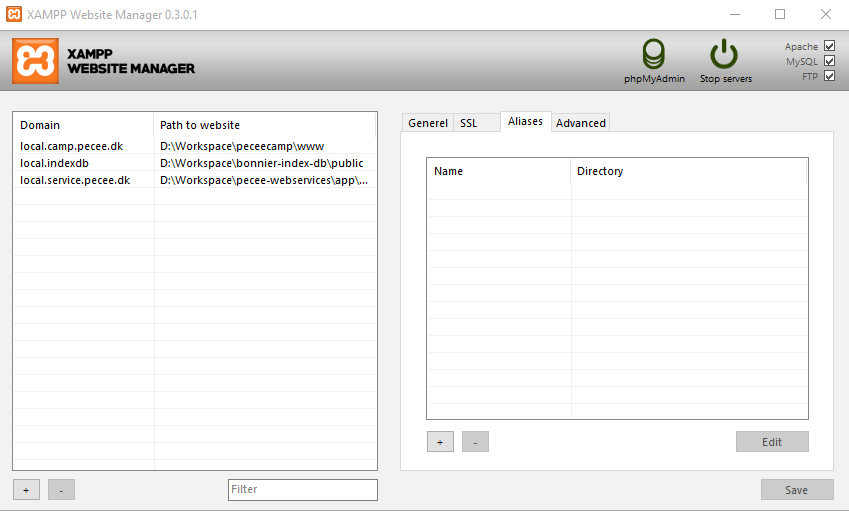 XAMPP Website Manager 0.3.0.1
XAMPP
WEBSITE MANAGER
phpMyAdmin
Stop servers
Apache
MySQL
FTP
Domain Path to website
local.camp.pecee.dk D:\Workspace\peceecamp\www
local.indexdb D:\Workspace\bonnier-index-db\public
local.service.pecee.dk D:\Workspace\pecee-webservices\app\...
+ - Filter
Generel SSL Aliases Advanced
Name Directory
+ - Edit
Save